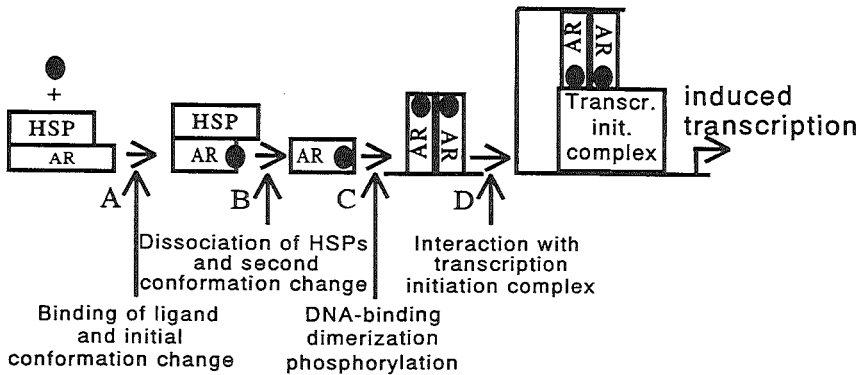 +
HSP
AR
HSP
AR
AR
AR
AR
AR
AR
Transcr.
init.
complex
induced
transcription
A
B
C
D
Dissociation of HSPs
and second
conformation change
Interaction with
transcription
initiation complex
Binding of ligand
and initial
conformation change
DNA-binding
dimerization
phosphorylation